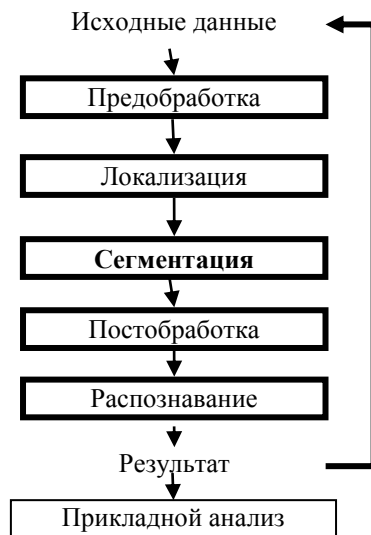 Исходные данные
Предобработка
Локализация
Сегментация
Постобработка
Распознавание
Результат
Прикладной анализ